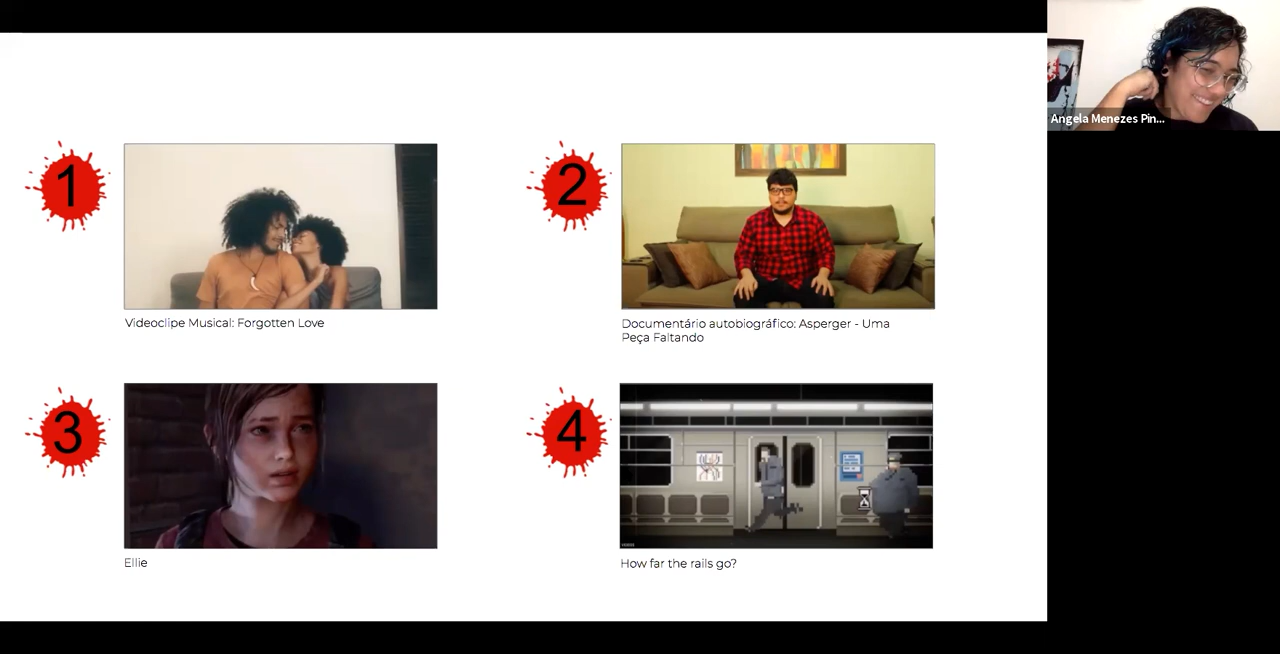 Angela Menezes Pin...
1
2
Videoclipe Musical: Forgotten Love
Documentário autobiográfico: Asperger - Uma
Peça Faltando
3
4
Ellie
How far the rails go?